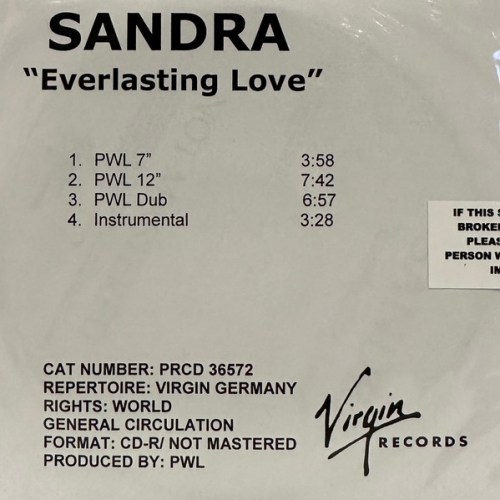 SANDRA
“Everlasting Love”
1. PWL 7” 3:58
2. PWL 12” 7:42
3. PWL Dub 6:57
4. Instrumental 3:28
IF THIS
BROKE
PLEAS
PERSON W
IM
CAT NUMBER: PRCD 36572
REPERTOIRE: VIRGIN GERMANY
RIGHTS: WORLD
GENERAL CIRCULATION
FORMAT: CD-R/ NOT MASTERED
PRODUCED BY: PWL
Virgin
RECORDS